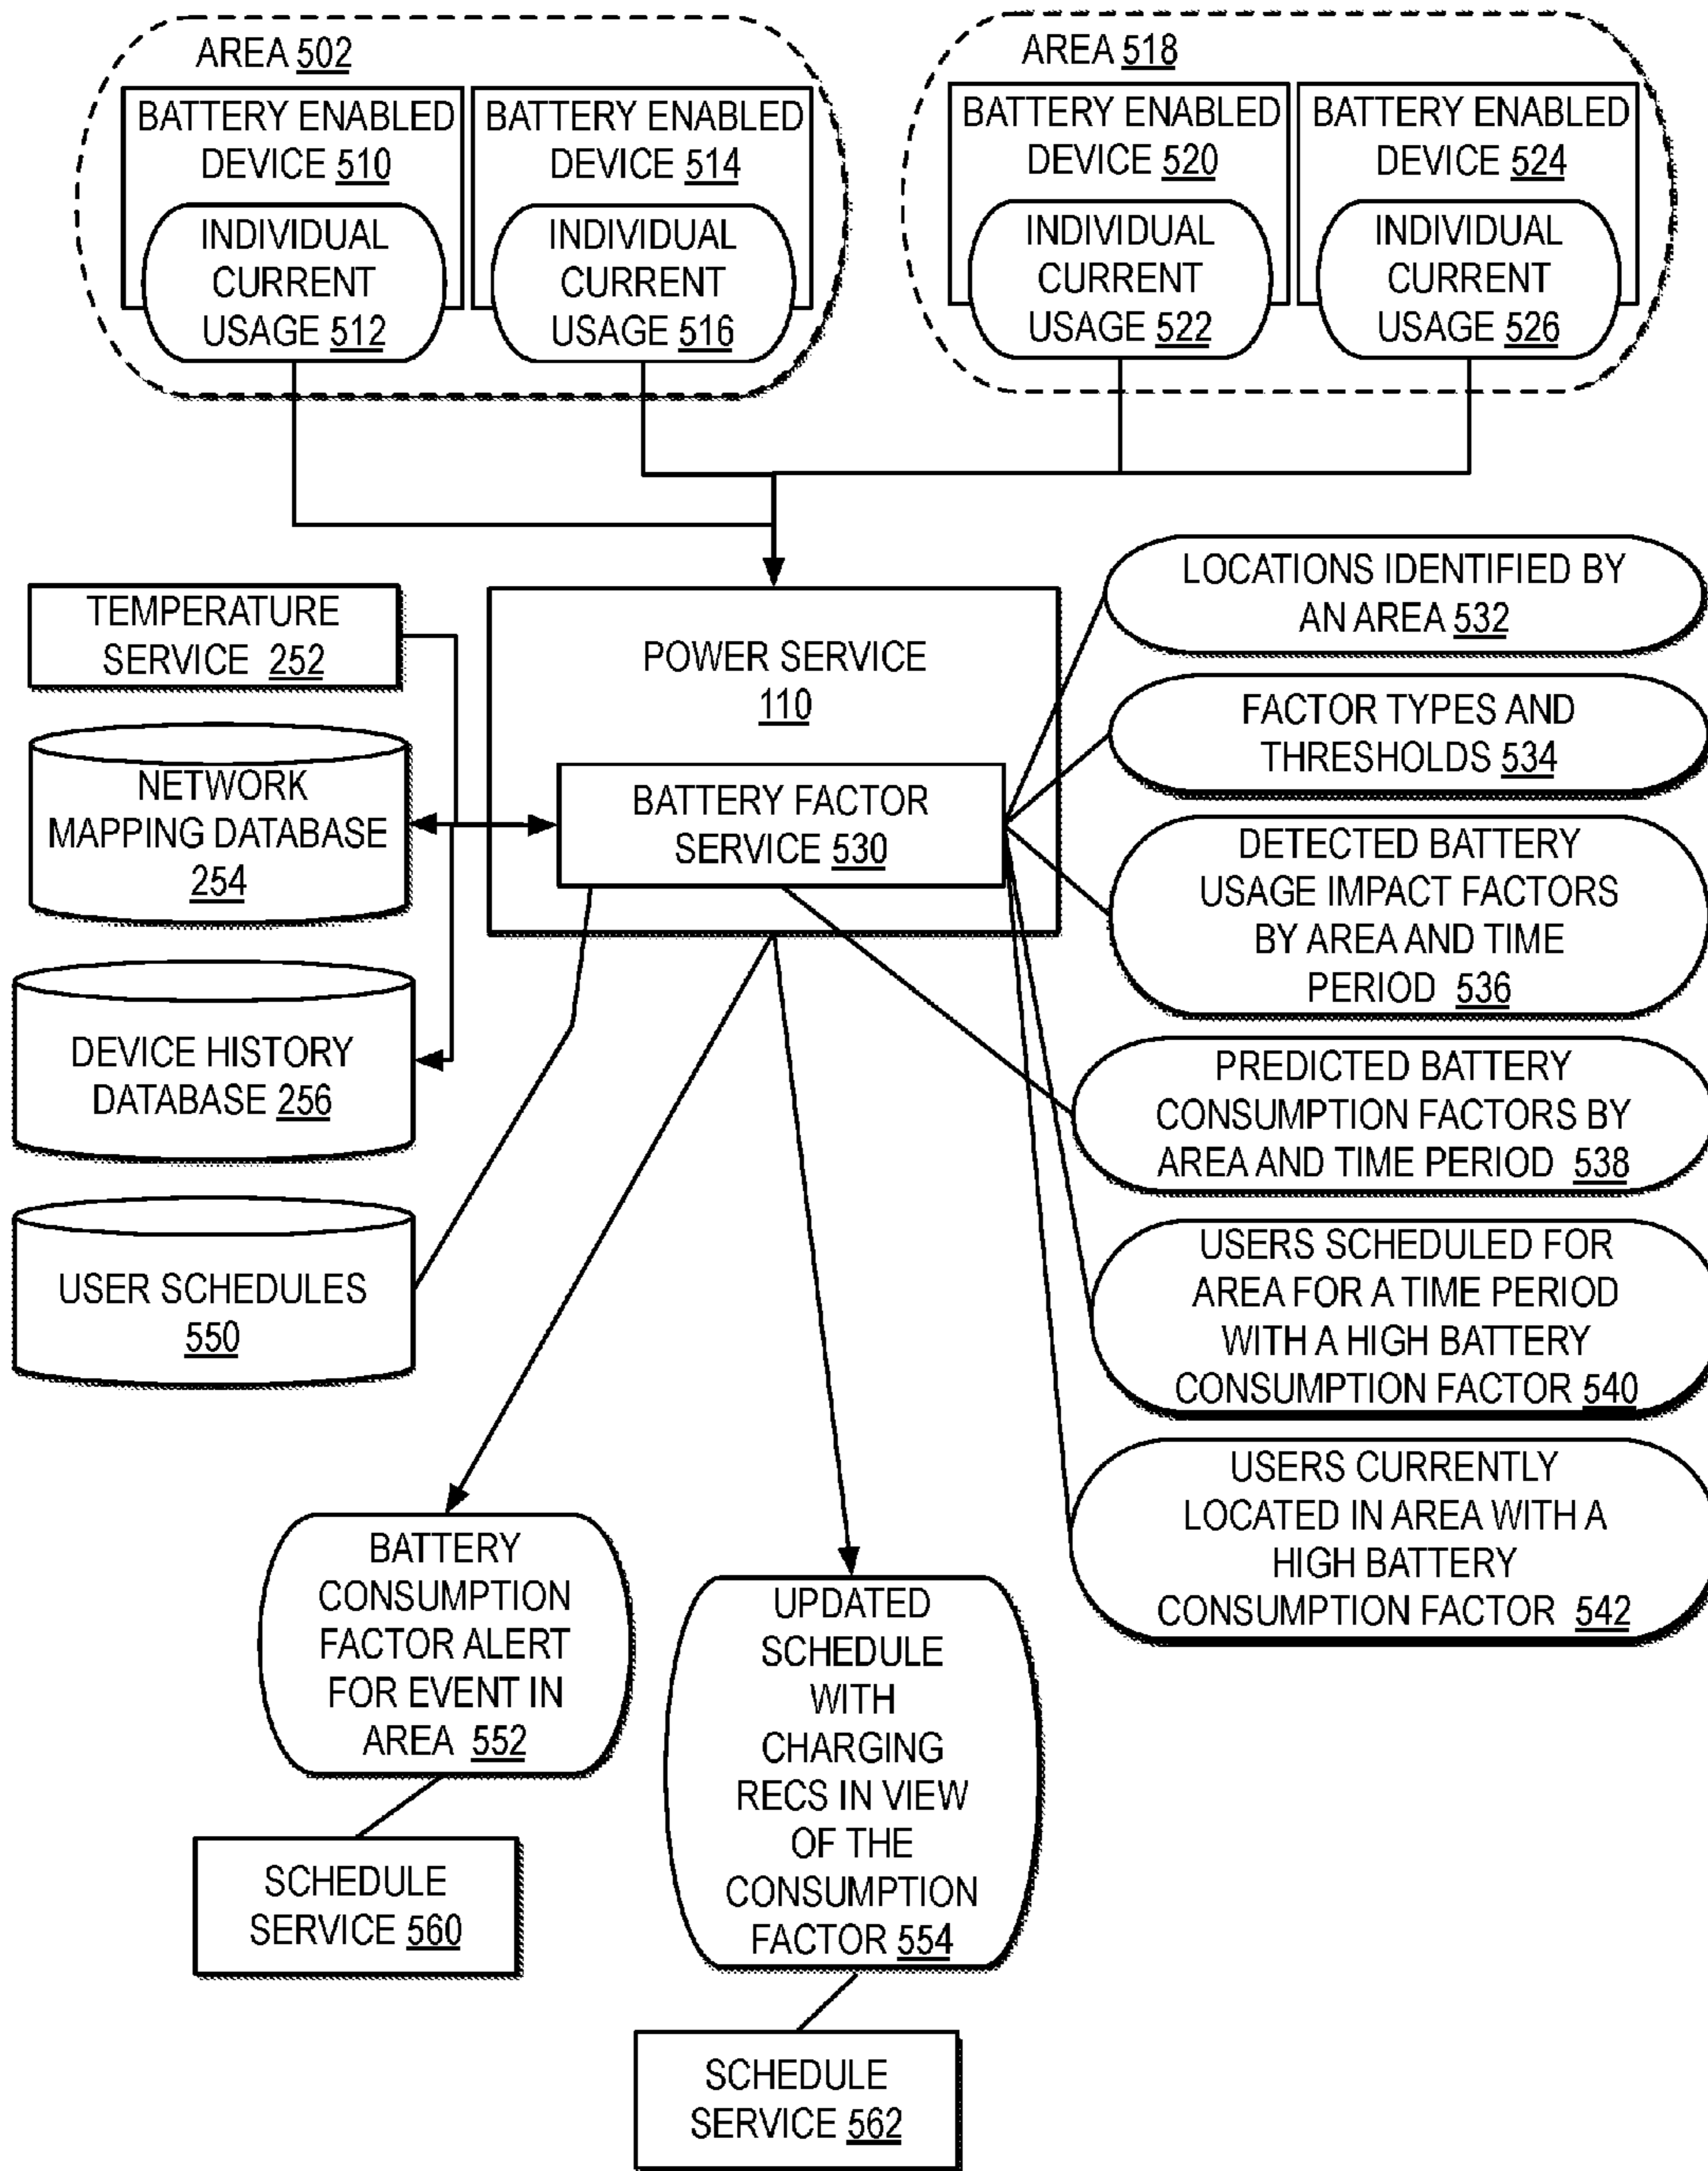 AREA 502
BATTERY ENABLED
DEVICE 510
INDIVIDUAL
CURRENT
USAGE 512
BATTERY ENABLED
DEVICE 514
INDIVIDUAL
CURRENT
USAGE 516
AREA 518
BATTERY ENABLED
DEVICE 520
INDIVIDUAL
CURRENT
USAGE 522
BATTERY ENABLED
DEVICE 524
INDIVIDUAL
CURRENT
USAGE 526
TEMPERATURE
SERVICE 252
NETWORK
MAPPING DATABASE
254
DEVICE HISTORY
DATABASE 256
USER SCHEDULES
550
POWER SERVICE
110
BATTERY FACTOR
SERVICE 530
LOCATIONS IDENTIFIED BY
AN AREA 532
FACTOR TYPES AND
THRESHOLDS 534
DETECTED BATTERY
USAGE IMPACT FACTORS
BY AREA AND TIME
PERIOD 536
PREDICTED BATTERY
CONSUMPTION FACTORS BY
AREA AND TIME PERIOD 538
USERS SCHEDULED FOR
AREA FOR A TIME PERIOD
WITH A HIGH BATTERY
CONSUMPTION FACTOR 540
USERS CURRENTLY
LOCATED IN AREA WITH A
HIGH BATTERY
CONSUMPTION FACTOR 542
BATTERY
CONSUMPTION
FACTOR ALERT
FOR EVENT IN
AREA 552
SCHEDULE
SERVICE 560
UPDATED
SCHEDULE
WITH
CHARGING
RECS IN VIEW
OF THE
CONSUMPTION
FACTOR 554
SCHEDULE
SERVICE 562